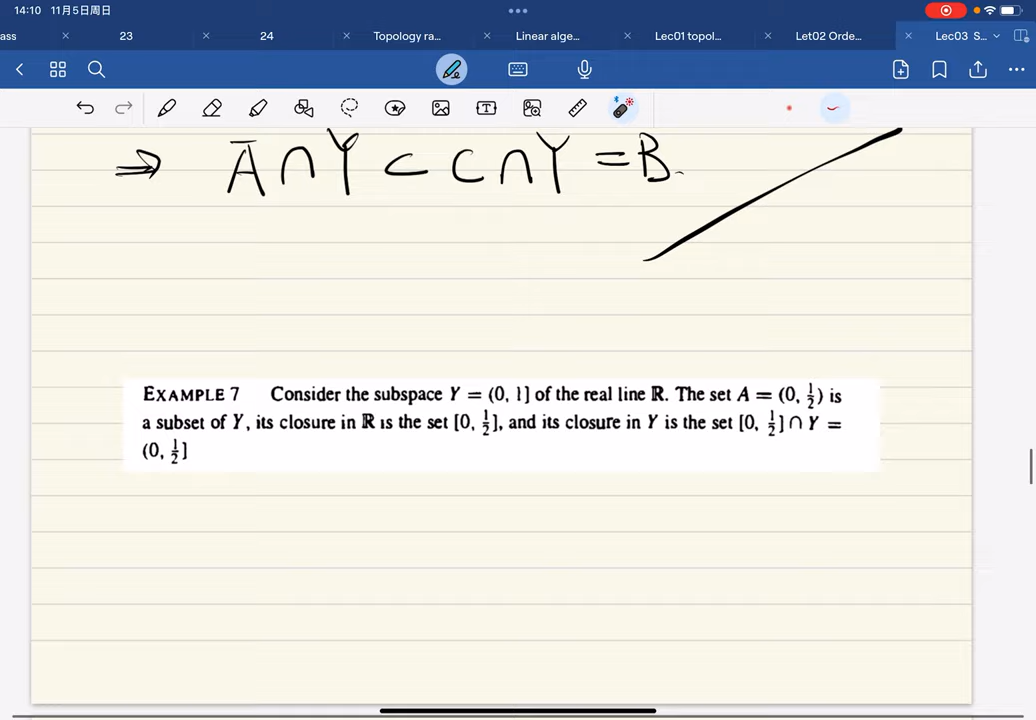 14:10 11月5日周日
ass 23 24 Topology ra... Linear alge... Lec01 topol... Let02 Orde... Lec03 S...
⇒ Ā ∩ Y ⊂ C ∩ Y = B.
EXAMPLE 7 Consider the subspace Y = (0, 1] of the real line ℝ. The set A = (0, ½) is
a subset of Y, its closure in ℝ is the set [0, ½], and its closure in Y is the set [0, ½] ∩ Y =
(0, ½]